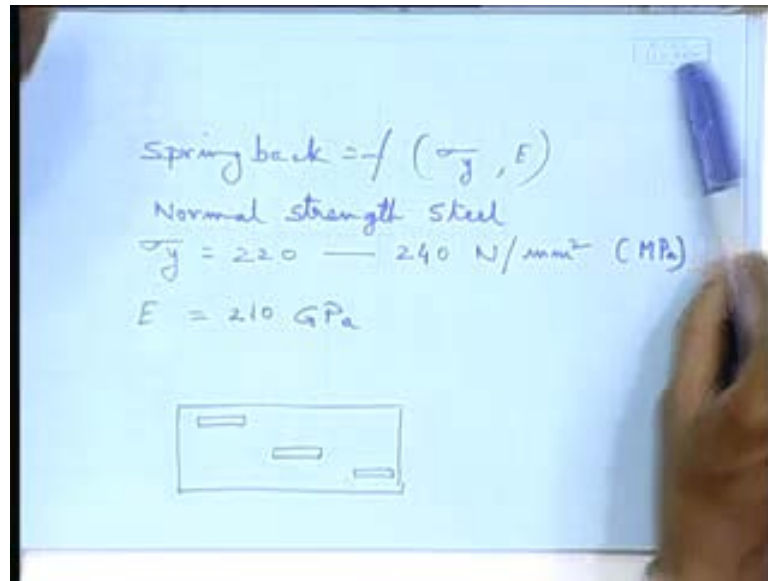 Spring back = f (σy, E)
Normal strength steel
σy = 220 — 240 N/mm² (MPa)
E = 210 GPa